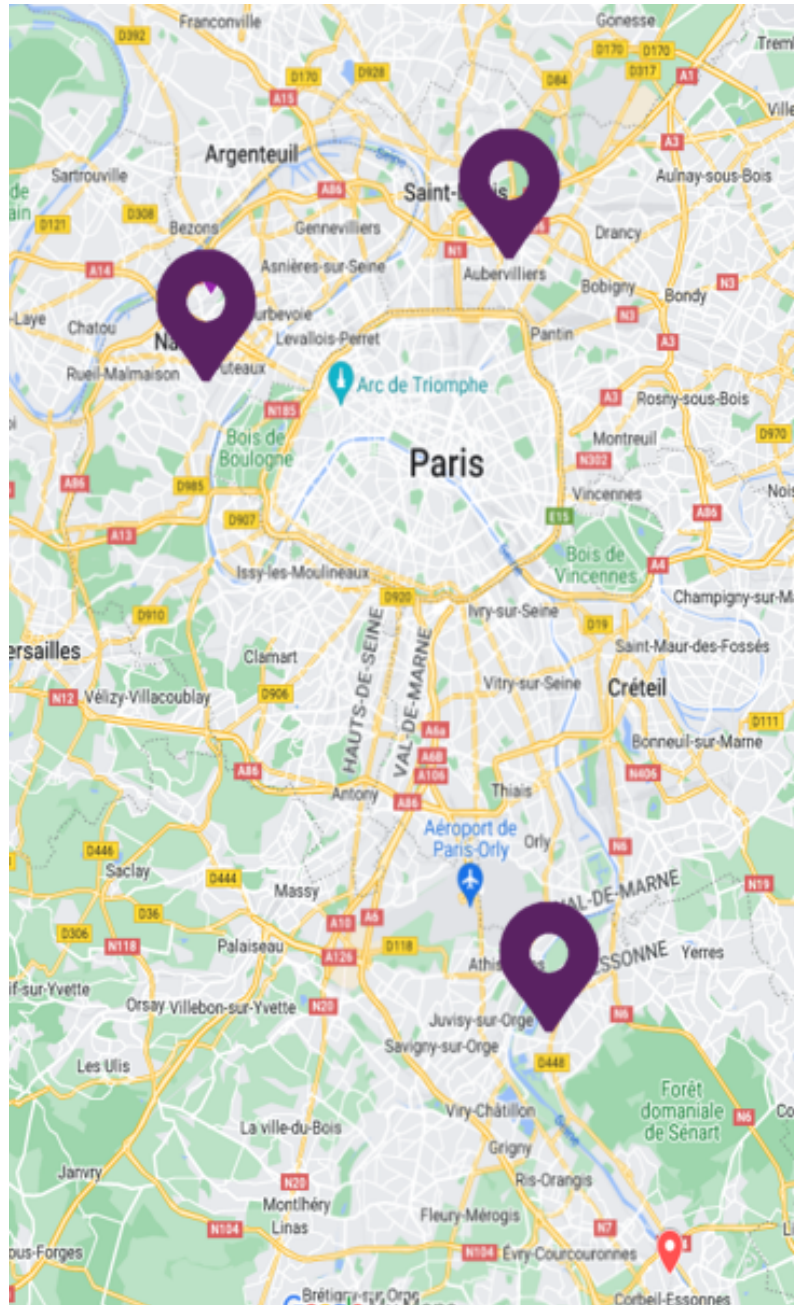 Franconville
Gonesse
D392
D170
D170
D928
D170
D317
D84
A1
A15
Seine
Argenteuil
A3
Sartrouville
A86
Saint-
Aulnay-sous-Bois
D308
D121
Bezons
Gennevilliers
N1
Drancy
A14
Asnières-sur-Seine
Aubervilliers
Bobigny
N3
Bondy
Chatou
Levallois-Perret
N3
Pantin
A3
Rueil-Malmaison
Arc de Triomphe
A3
Rosny-sous-Bois
N185
Bois de
Boulogne
Paris
Montreuil
D970
N302
A86
D985
Vincennes
D907
E15
A86
A13
Bois de
Vincennes
Seine
A4
Issy-les-Moulineaux
D920
Ivry-sur-Seine
D910
D19
Saint-Maur-des-Fossés
Clamart
HAUTS-DE-SEINE
VAL-DE-MARNE
Vitry-sur-Seine
Créteil
N12
Vélizy-Villacoublay
D906
D111
A6a
A6B
A106
Bonneuil-sur-Marne
A86
N406
Antony
A86
Thiais
Aéroport de
Paris-Orly
Orly
N6
D446
Saclay
D444
N19
Massy
D36
A10
A6
D306
N118
Palaiseau
A126
D118
Yerres
Orsay
Villebon-sur-Yvette
N20
Juvisy-sur-Orge
N6
Savigny-sur-Orge
Les Ulis
D448
Forêt
domaniale
de Sénart
Viry-Châtillon
N6
La ville-du-Bois
Seine
Grigny
Janvry
N20
Ris-Orangis
Montlhéry
Fleury-Mérogis
N104
Linas
N7
N104
Évry-Courcouronnes
Brétigny-sur-Orge
Corbeil-Essonnes